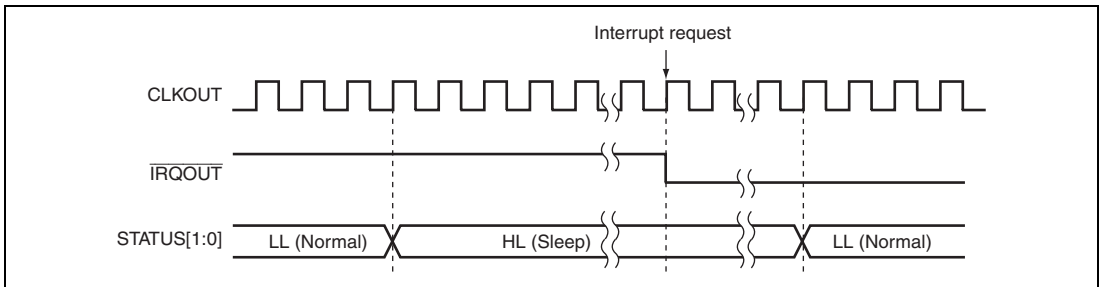 Interrupt request
CLKOUT
IRQOUT
STATUS[1:0]
LL (Normal)
HL (Sleep)
LL (Normal)